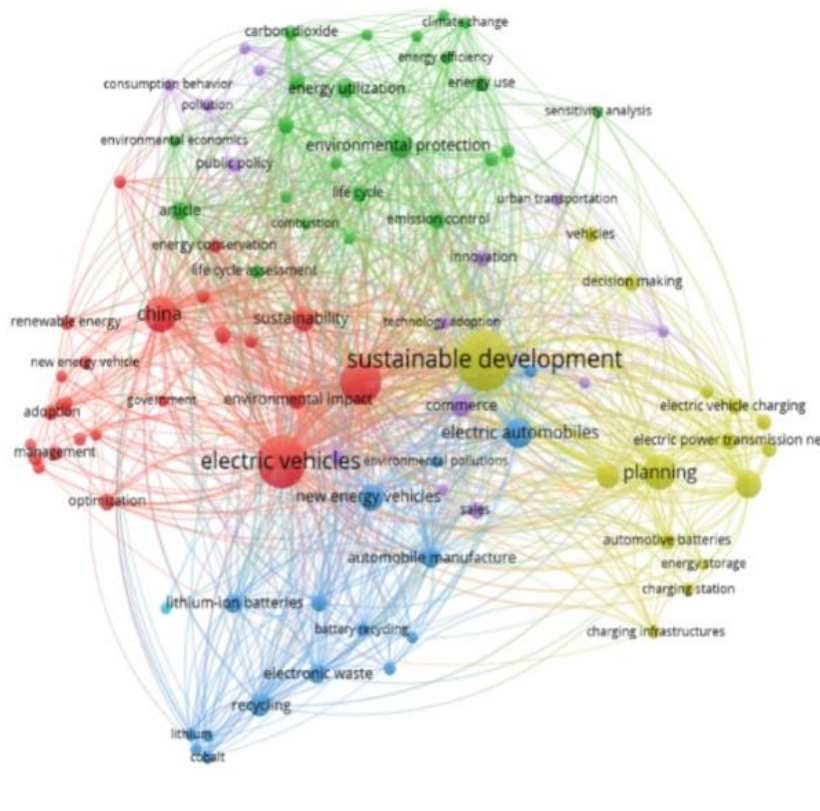 climate change
carbon dioxide
energy efficiency
consumption behavior
energy utilization
energy use
pollution
sensitivity analysis
environmental economics
environmental protection
public policy
life cycle
urban transportation
article
combustion
emission control
vehicles
energy conservation
innovation
life cycle assessment
decision making
renewable energy
china
sustainability
technology adoption
new energy vehicle
sustainable development
adoption
government
environmental impact
commerce
electric vehicle charging
electric automobiles
electric power transmission ne
management
electric vehicles
environmental pollutions
planning
optimization
new energy vehicles
sales
automotive batteries
automobile manufacture
energy storage
charging station
lithium-ion batteries
battery recycling
charging infrastructures
electronic waste
recycling
lithium
cobalt